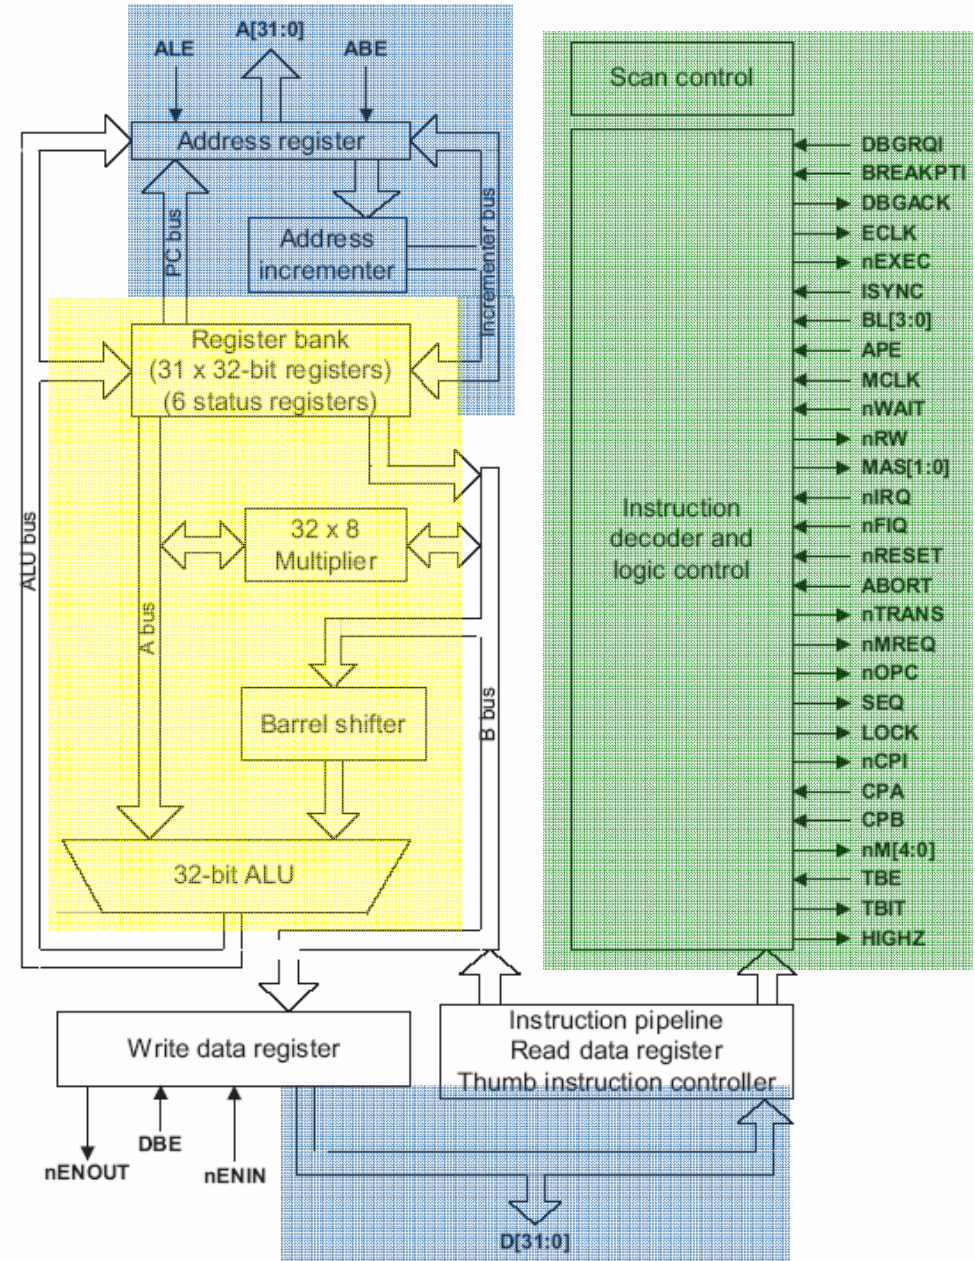 A[31:0]
ALE
ABE
Address register
PC bus
Address
incrementer
Incrementer bus
Register bank
(31 x 32-bit registers)
(6 status registers)
ALU bus
A bus
32 x 8
Multiplier
B bus
Barrel shifter
32-bit ALU
Write data register
nENOUT
DBE
nENIN
Instruction pipeline
Read data register
Thumb instruction controller
D[31:0]
Scan control
Instruction
decoder and
logic control
DBGRQI
BREAKPTI
DBGACK
ECLK
nEXEC
ISYNC
BL[3:0]
APE
MCLK
nWAIT
nRW
MAS[1:0]
nIRQ
nFIQ
nRESET
ABORT
nTRANS
nMREQ
nOPC
SEQ
LOCK
nCPI
CPA
CPB
nM[4:0]
TBE
TBIT
HIGHZ